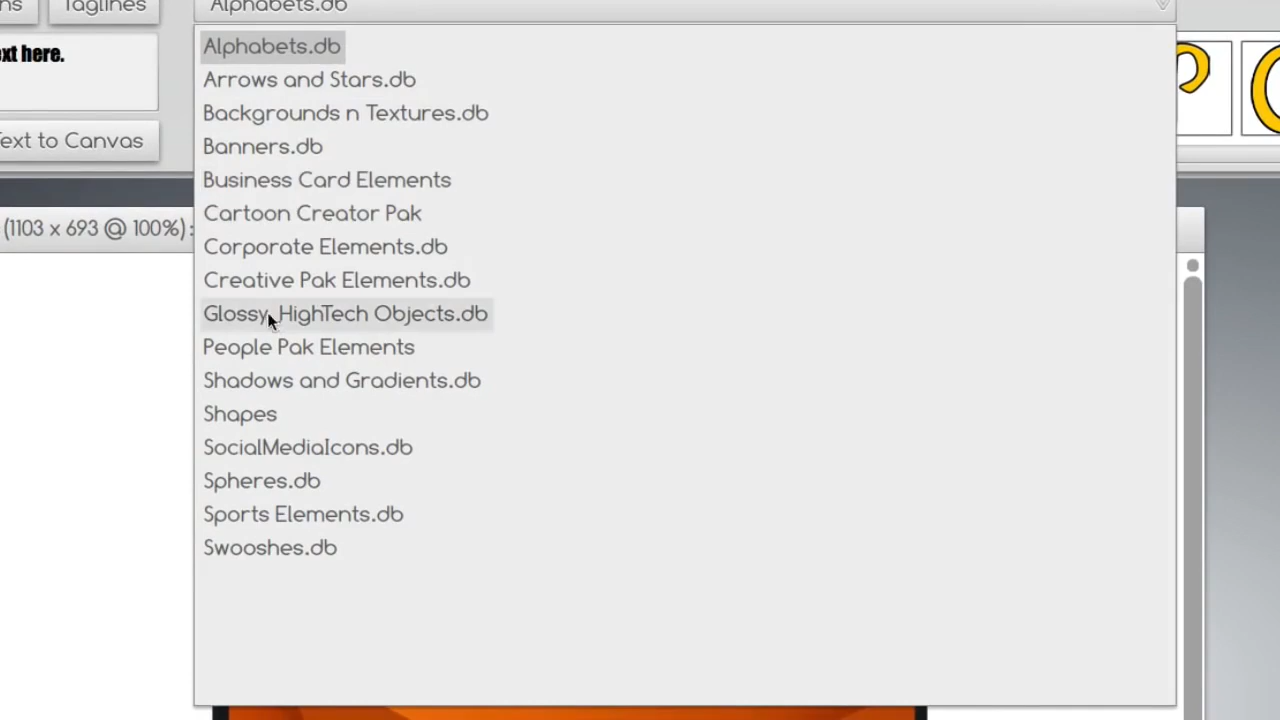 ns
Taglines
Alphabets.db
ext here.
Text to Canvas
(1103 x 693 @ 100%) :
Alphabets.db
Arrows and Stars.db
Backgrounds n Textures.db
Banners.db
Business Card Elements
Cartoon Creator Pak
Corporate Elements.db
Creative Pak Elements.db
Glossy HighTech Objects.db
People Pak Elements
Shadows and Gradients.db
Shapes
SocialMediaIcons.db
Spheres.db
Sports Elements.db
Swooshes.db